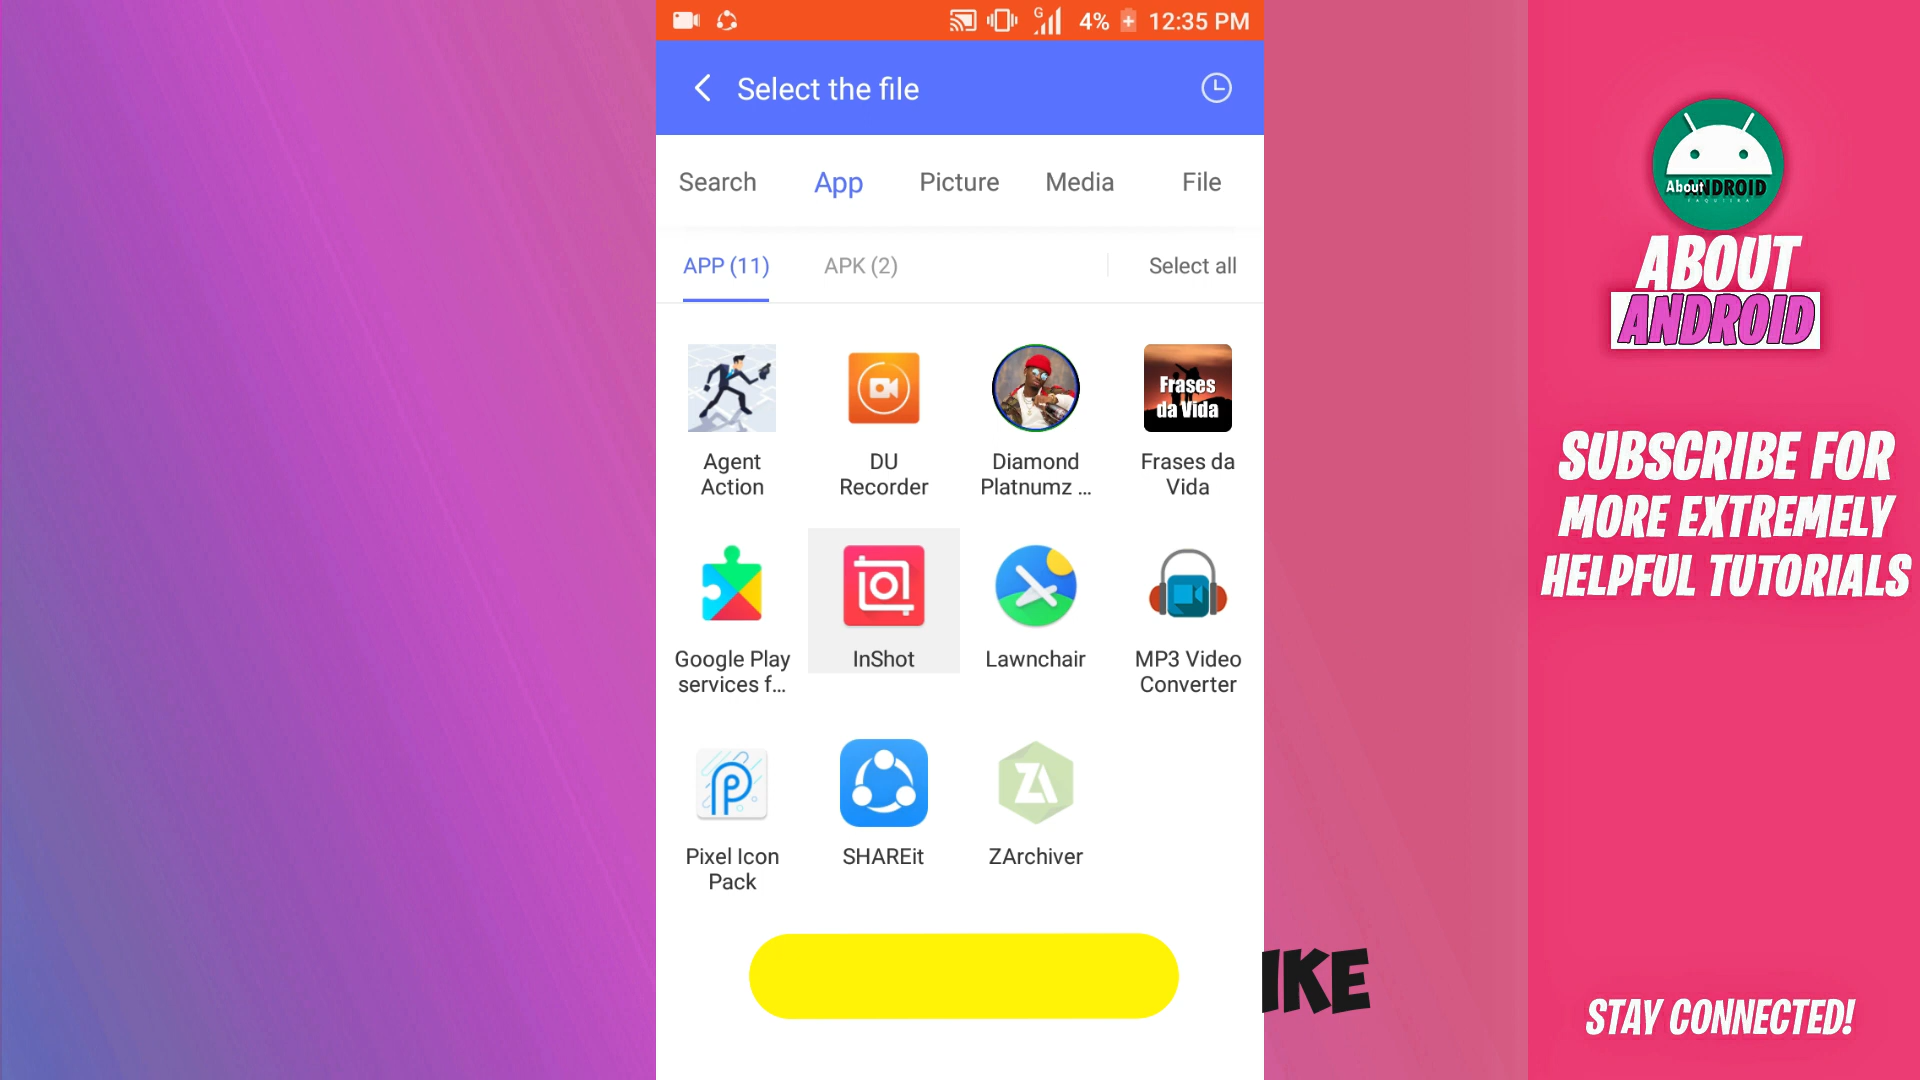 G 4% 12:35 PM
Select the file
Search App Picture Media File
APP (11) APK (2) Select all
Frases
da Vida
Agent
Action
DU
Recorder
Diamond
Platnumz ...
Frases da
Vida
Google Play
services f...
InShot
Lawnchair
MP3 Video
Converter
Pixel Icon
Pack
SHAREit
ZArchiver
IKE
About ANDROID
ABOUT
ANDROID
SUBSCRIBE FOR
MORE EXTREMELY
HELPFUL TUTORIALS
STAY CONNECTED!